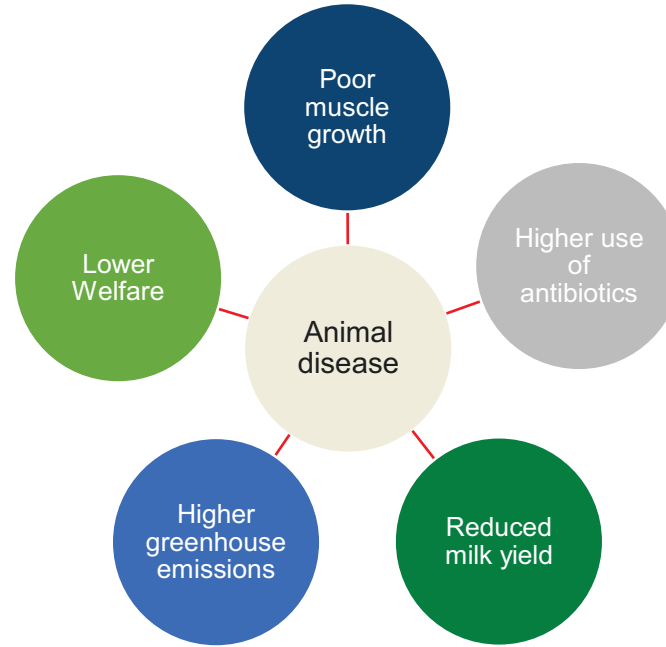 Poor
muscle
growth
Higher use
of
antibiotics
Lower
Welfare
Animal
disease
Higher
greenhouse
emissions
Reduced
milk yield